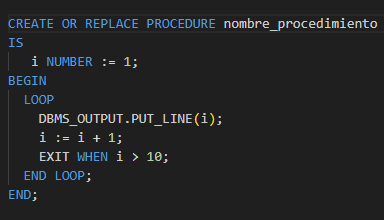 CREATE OR REPLACE PROCEDURE nombre_procedimiento
IS
   i NUMBER := 1;
BEGIN
  LOOP
    DBMS_OUTPUT.PUT_LINE(i);
    i := i + 1;
    EXIT WHEN i > 10;
  END LOOP;
END;